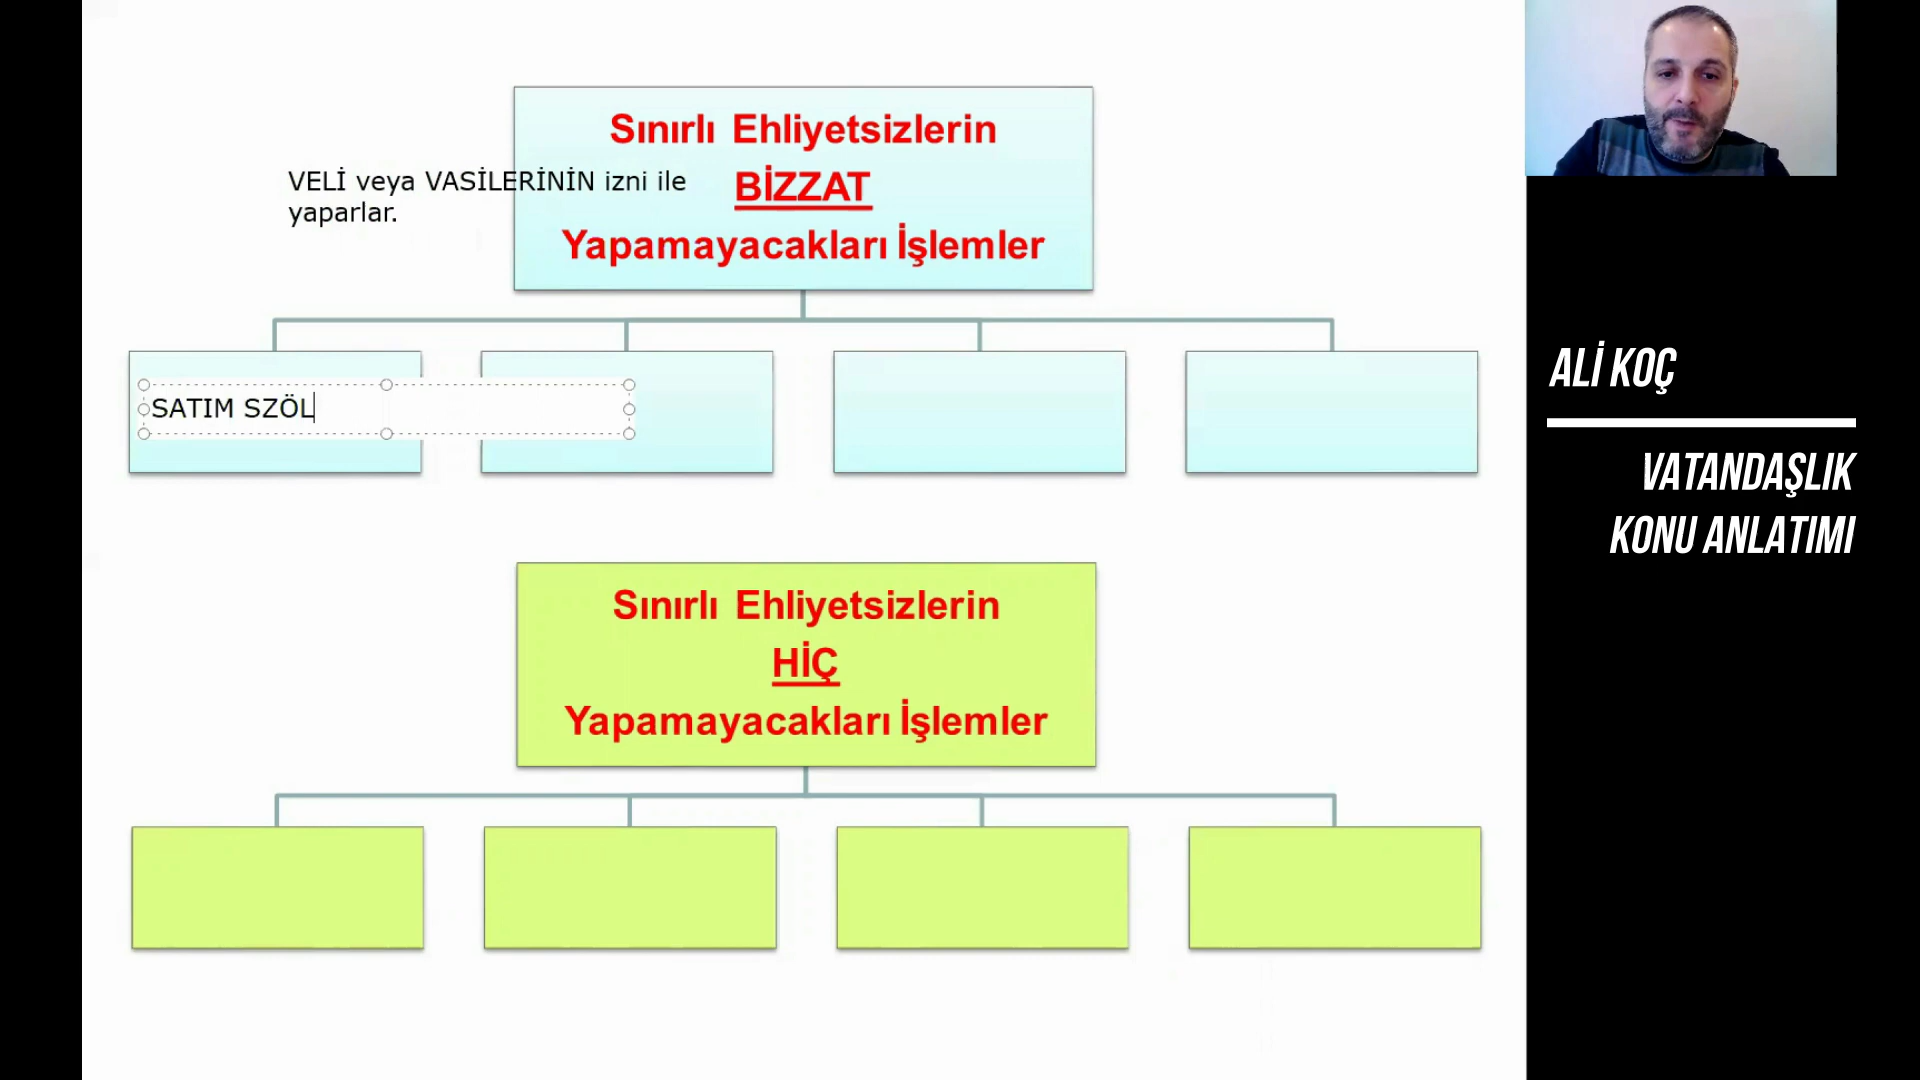 Sınırlı Ehliyetsizlerin
BİZZAT
Yapamayacakları İşlemler
VELİ veya VASİLERİNİN izni ile
yaparlar.
SATIM SZÖL
Sınırlı Ehliyetsizlerin
HİÇ
Yapamayacakları İşlemler
ALİ KOÇ
VATANDAŞLIK
KONU ANLATIMI